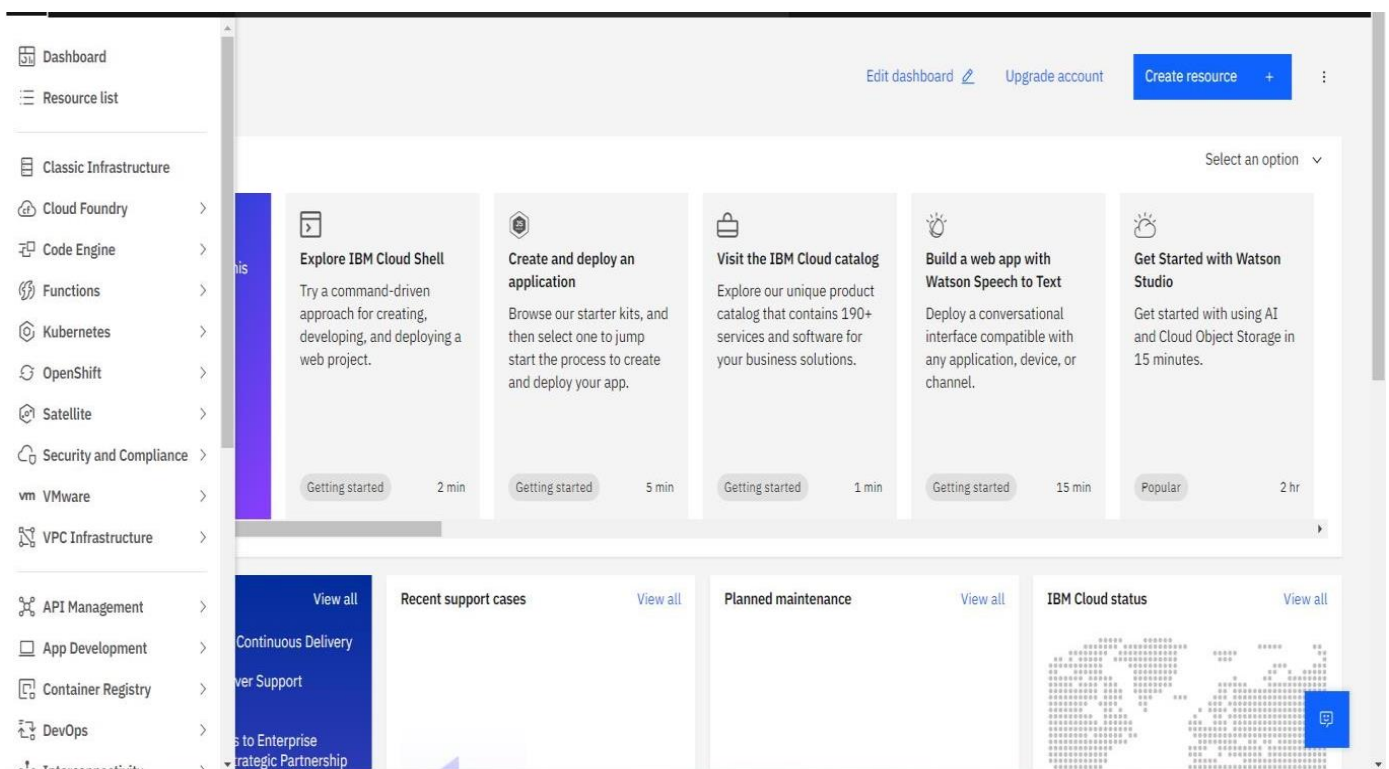 Dashboard
Resource list
Classic Infrastructure
Cloud Foundry
Code Engine
Functions
Kubernetes
OpenShift
Satellite
Security and Compliance
vm VMware
VPC Infrastructure
API Management
App Development
Container Registry
DevOps
Edit dashboard
Upgrade account
Create resource +
Select an option
Explore IBM Cloud Shell
Try a command-driven
approach for creating,
developing, and deploying a
web project.
Getting started 2 min
Create and deploy an
application
Browse our starter kits, and
then select one to jump
start the process to create
and deploy your app.
Getting started 5 min
Visit the IBM Cloud catalog
Explore our unique product
catalog that contains 190+
services and software for
your business solutions.
Getting started 1 min
Build a web app with
Watson Speech to Text
Deploy a conversational
interface compatible with
any application, device, or
channel.
Getting started 15 min
Get Started with Watson
Studio
Get started with using AI
and Cloud Object Storage in
15 minutes.
Popular 2 hr
View all
Continuous Delivery
ver Support
s to Enterprise
trategic Partnership
Recent support cases View all
Planned maintenance View all
IBM Cloud status View all